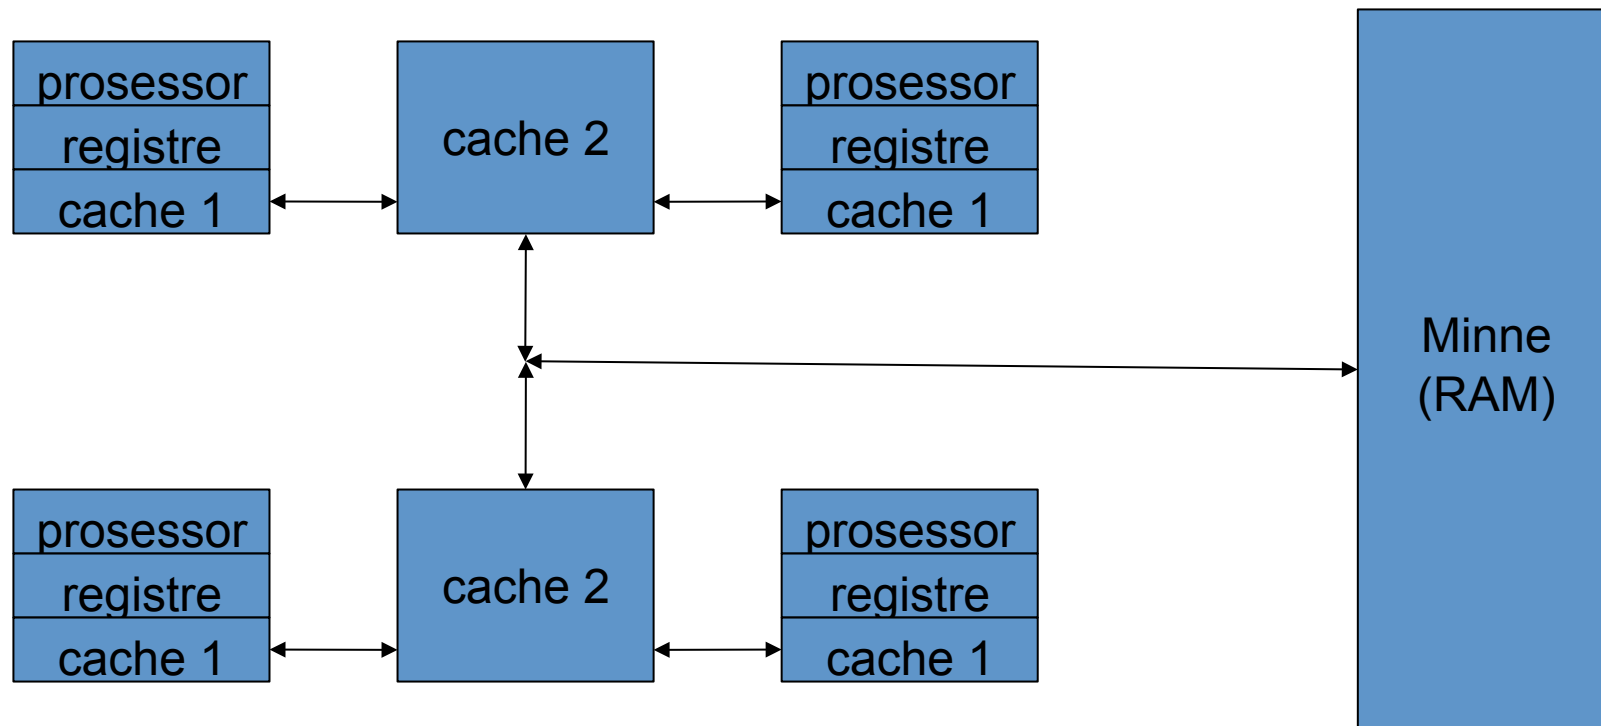 prosessor
registre
cache 1
cache 2
prosessor
registre
cache 1
Minne
(RAM)
prosessor
registre
cache 1
cache 2
prosessor
registre
cache 1